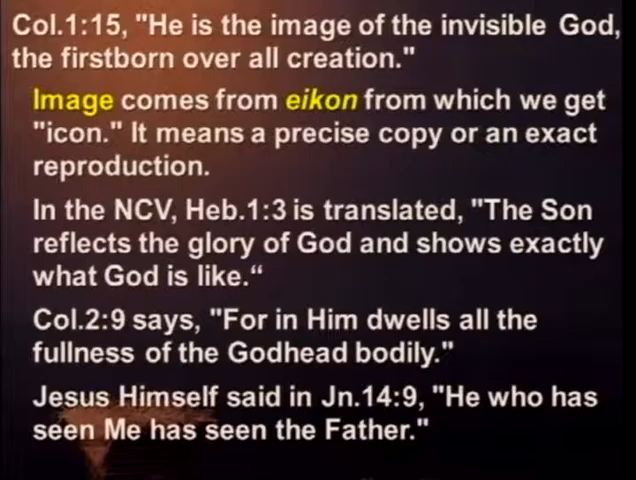 Col.1:15, "He is the image of the invisible God,
the firstborn over all creation."
Image comes from eikon from which we get
"icon." It means a precise copy or an exact
reproduction.
In the NCV, Heb.1:3 is translated, "The Son
reflects the glory of God and shows exactly
what God is like.“
Col.2:9 says, "For in Him dwells all the
fullness of the Godhead bodily."
Jesus Himself said in Jn.14:9, "He who has
seen Me has seen the Father."